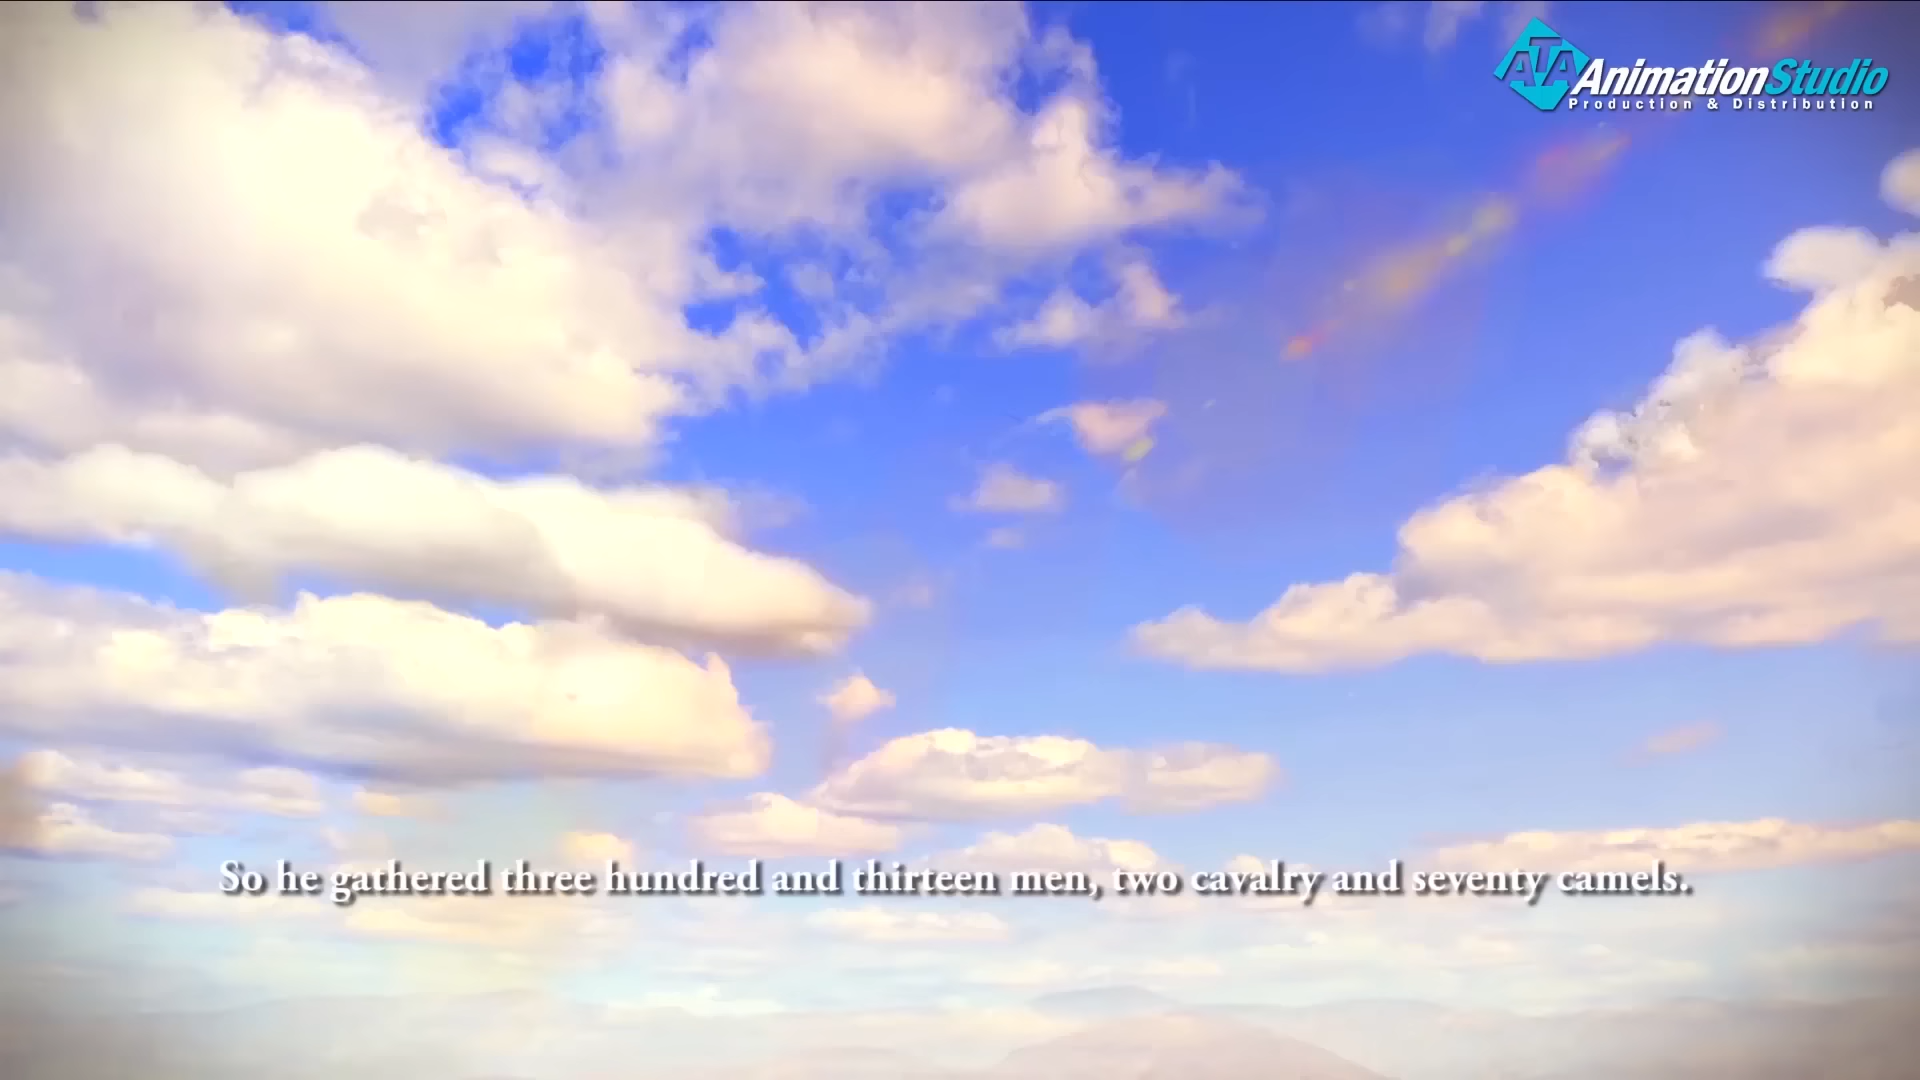 ATA AnimationStudio
Production & Distribution
So he gathered three hundred and thirteen men, two cavalry and seventy camels.